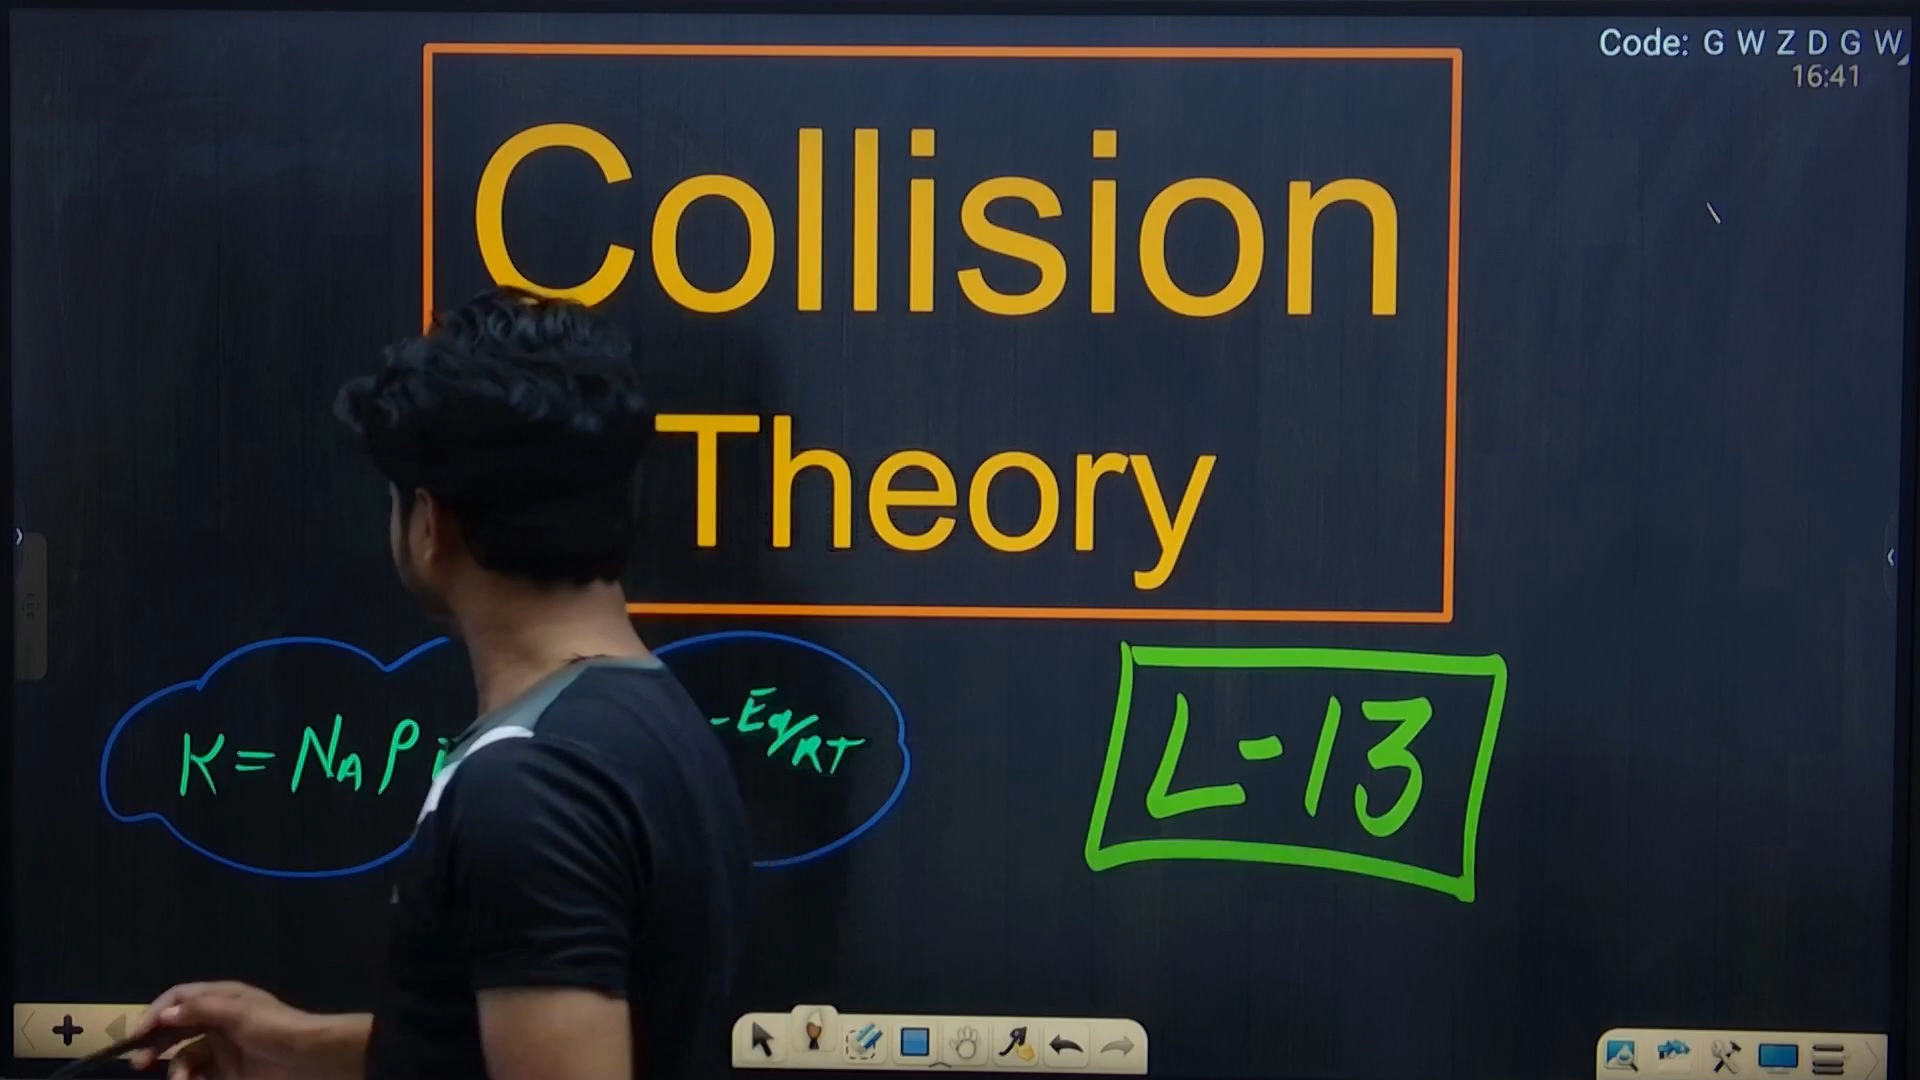 Code: G W Z D G W
16:41
Collision
Theory
K = NA P -Ea/RT
L-13